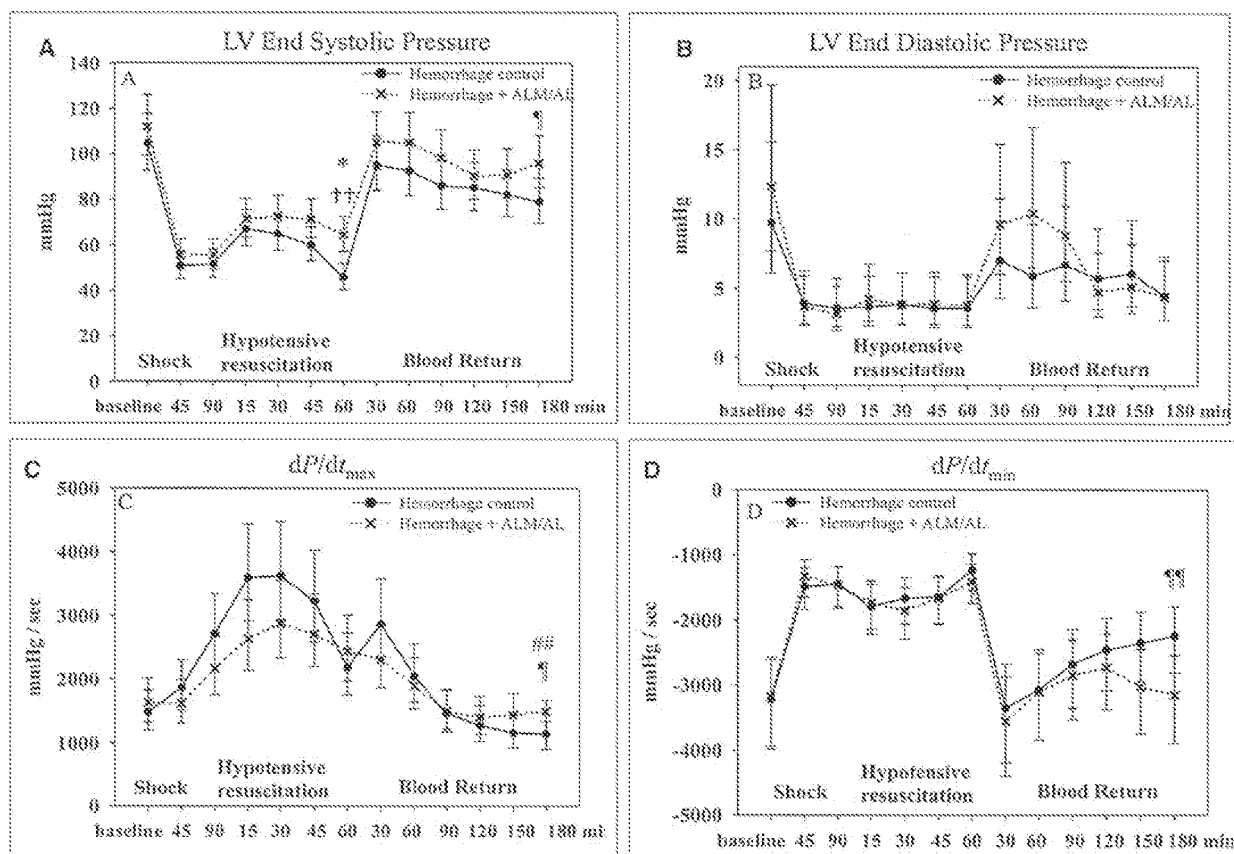 A
LV End Systolic Pressure
A
Hemorrhage control
Hemorrhage + ALM/AL
mmHg
140
120
100
80
60
40
20
0
*
††
¶
Shock
Hypotensive
resuscitation
Blood Return
baseline 45 90 15 30 45 60 30 60 90 120 150 180 min
B
LV End Diastolic Pressure
B
Hemorrhage control
Hemorrhage + ALM/AL
mmHg
20
15
10
5
0
Shock
Hypotensive
resuscitation
Blood Return
baseline 45 90 15 30 45 60 30 60 90 120 150 180 min
C
dP/dtmax
C
Hemorrhage control
Hemorrhage + ALM/AL
mmHg / sec
5000
4000
3000
2000
1000
0
##
¶
Shock
Hypotensive
resuscitation
Blood Return
baseline 45 90 15 30 45 60 30 60 90 120 150 180 mi
D
dP/dtmin
D
Hemorrhage control
Hemorrhage + ALM/AL
mmHg / sec
0
-1000
-2000
-3000
-4000
-5000
¶¶
Shock
Hypotensive
resuscitation
Blood Return
baseline 45 90 15 30 45 60 30 60 90 120 150 180 min